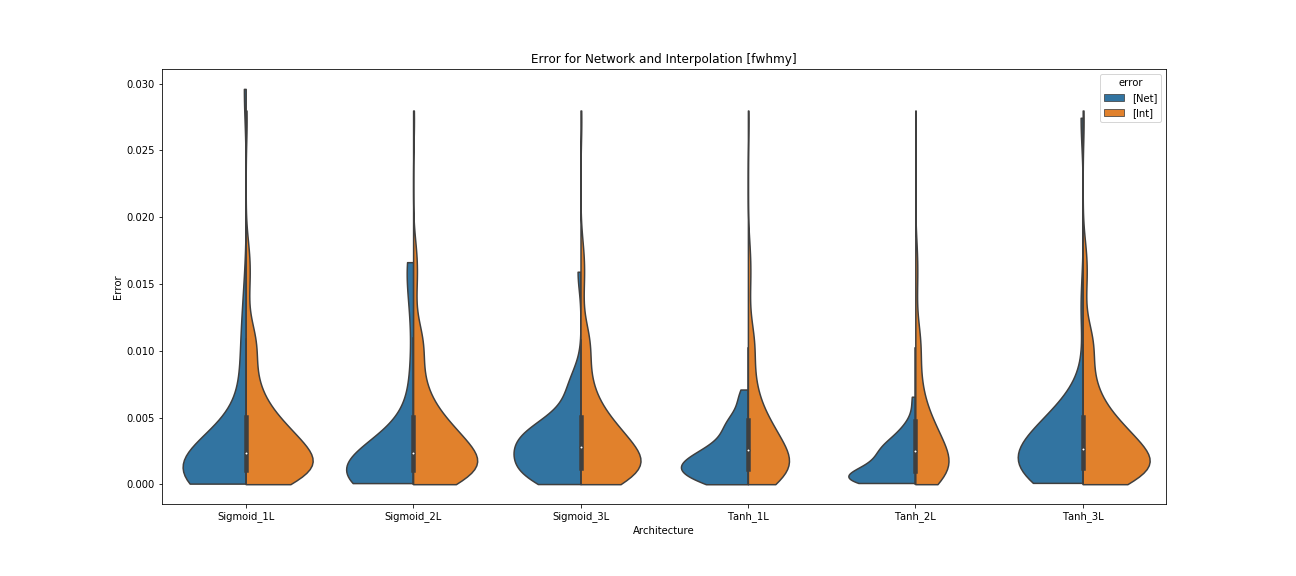 Error for Network and Interpolation [fwhmy]
error
[Net]
[Int]
Error
0.030
0.025
0.020
0.015
0.010
0.005
0.000
Sigmoid_1L
Sigmoid_2L
Sigmoid_3L
Tanh_1L
Tanh_2L
Tanh_3L
Architecture